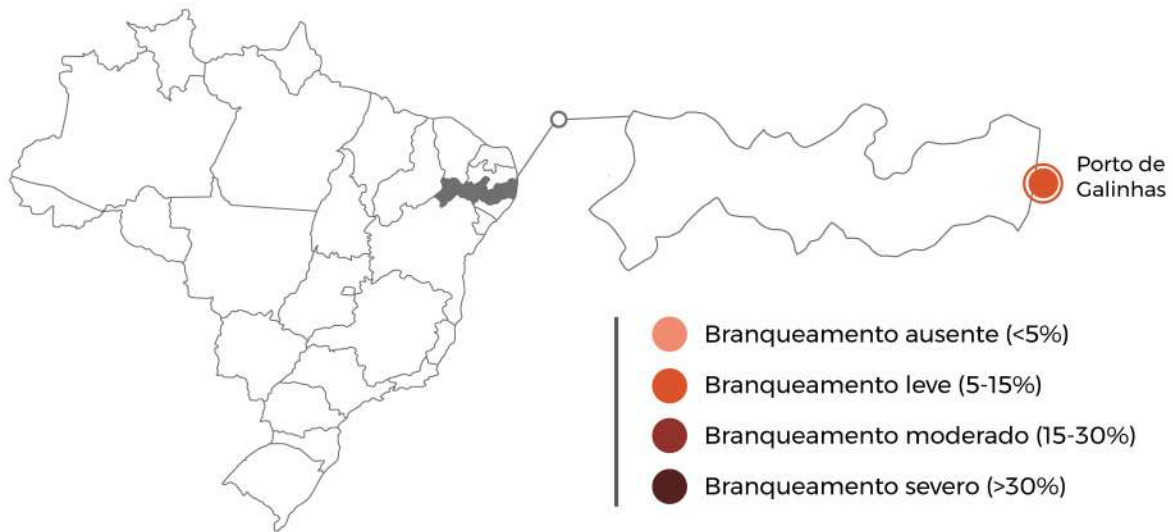 Porto de
Galinhas
Branqueamento ausente (<5%)
Branqueamento leve (5-15%)
Branqueamento moderado (15-30%)
Branqueamento severo (>30%)